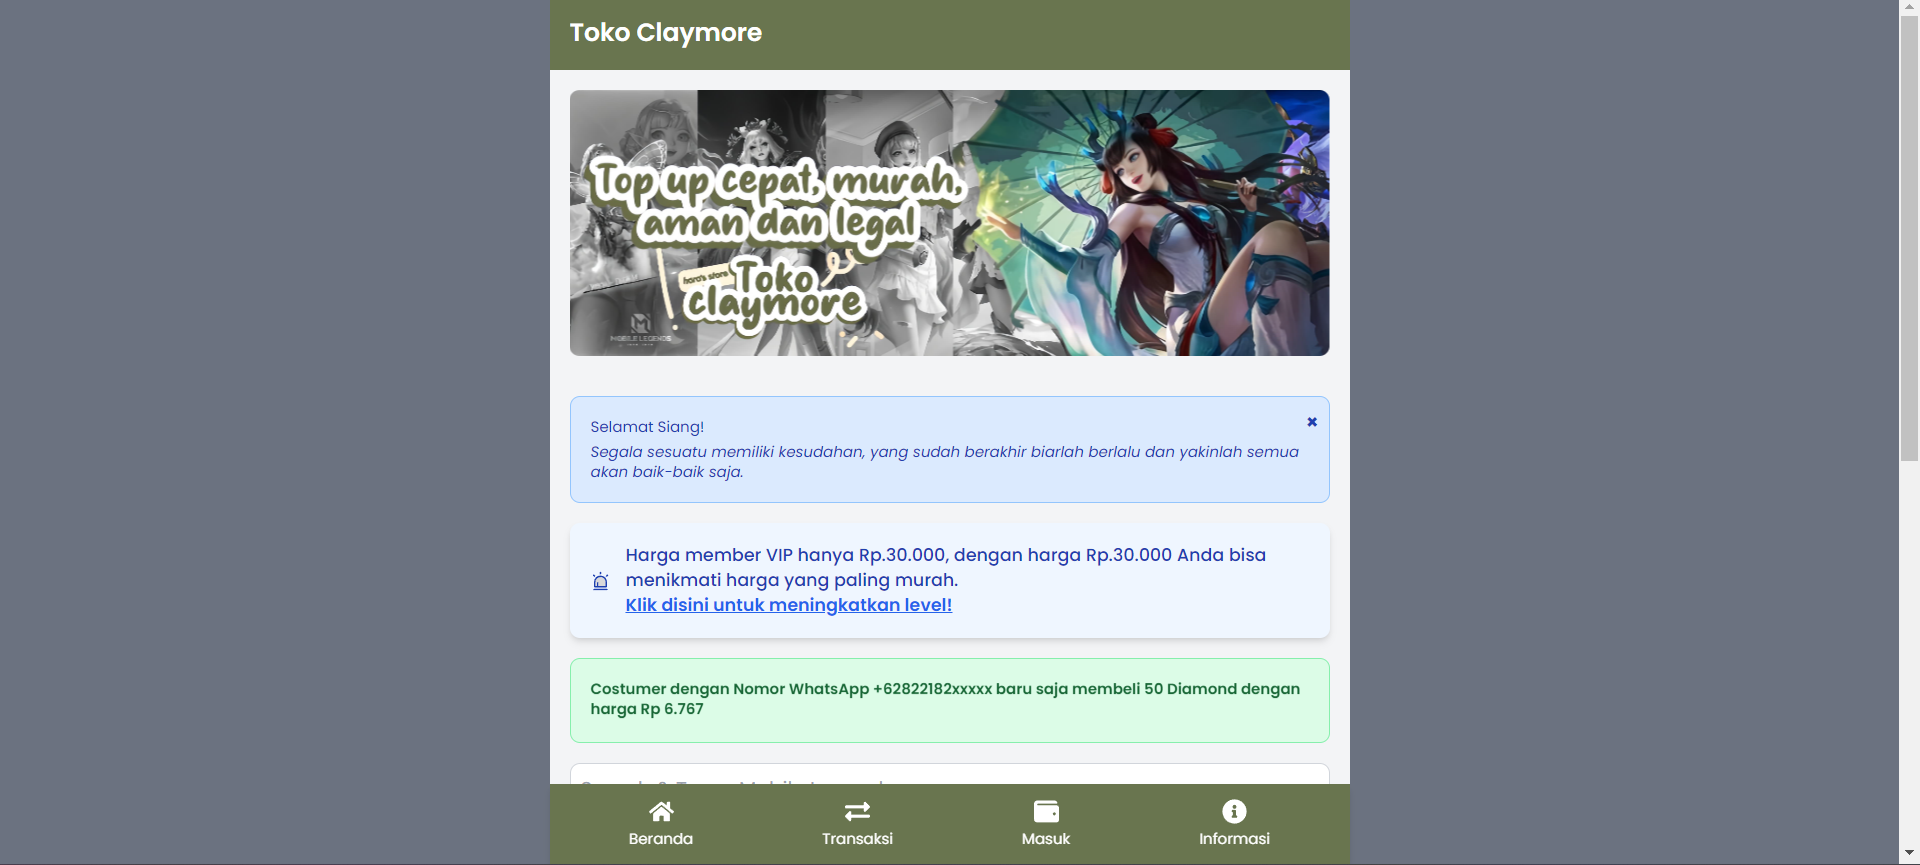 Toko Claymore
Top up cepat, murah,
aman dan legal
hora's store
Toko
claymore
MOBILE LEGENDS
Selamat Siang!
Segala sesuatu memiliki kesudahan, yang sudah berakhir biarlah berlalu dan yakinlah semua
akan baik-baik saja.
Harga member VIP hanya Rp.30.000, dengan harga Rp.30.000 Anda bisa
menikmati harga yang paling murah.
Klik disini untuk meningkatkan level!
Costumer dengan Nomor WhatsApp +62822182xxxxx baru saja membeli 50 Diamond dengan
harga Rp 6.767
Beranda
Transaksi
Masuk
Informasi